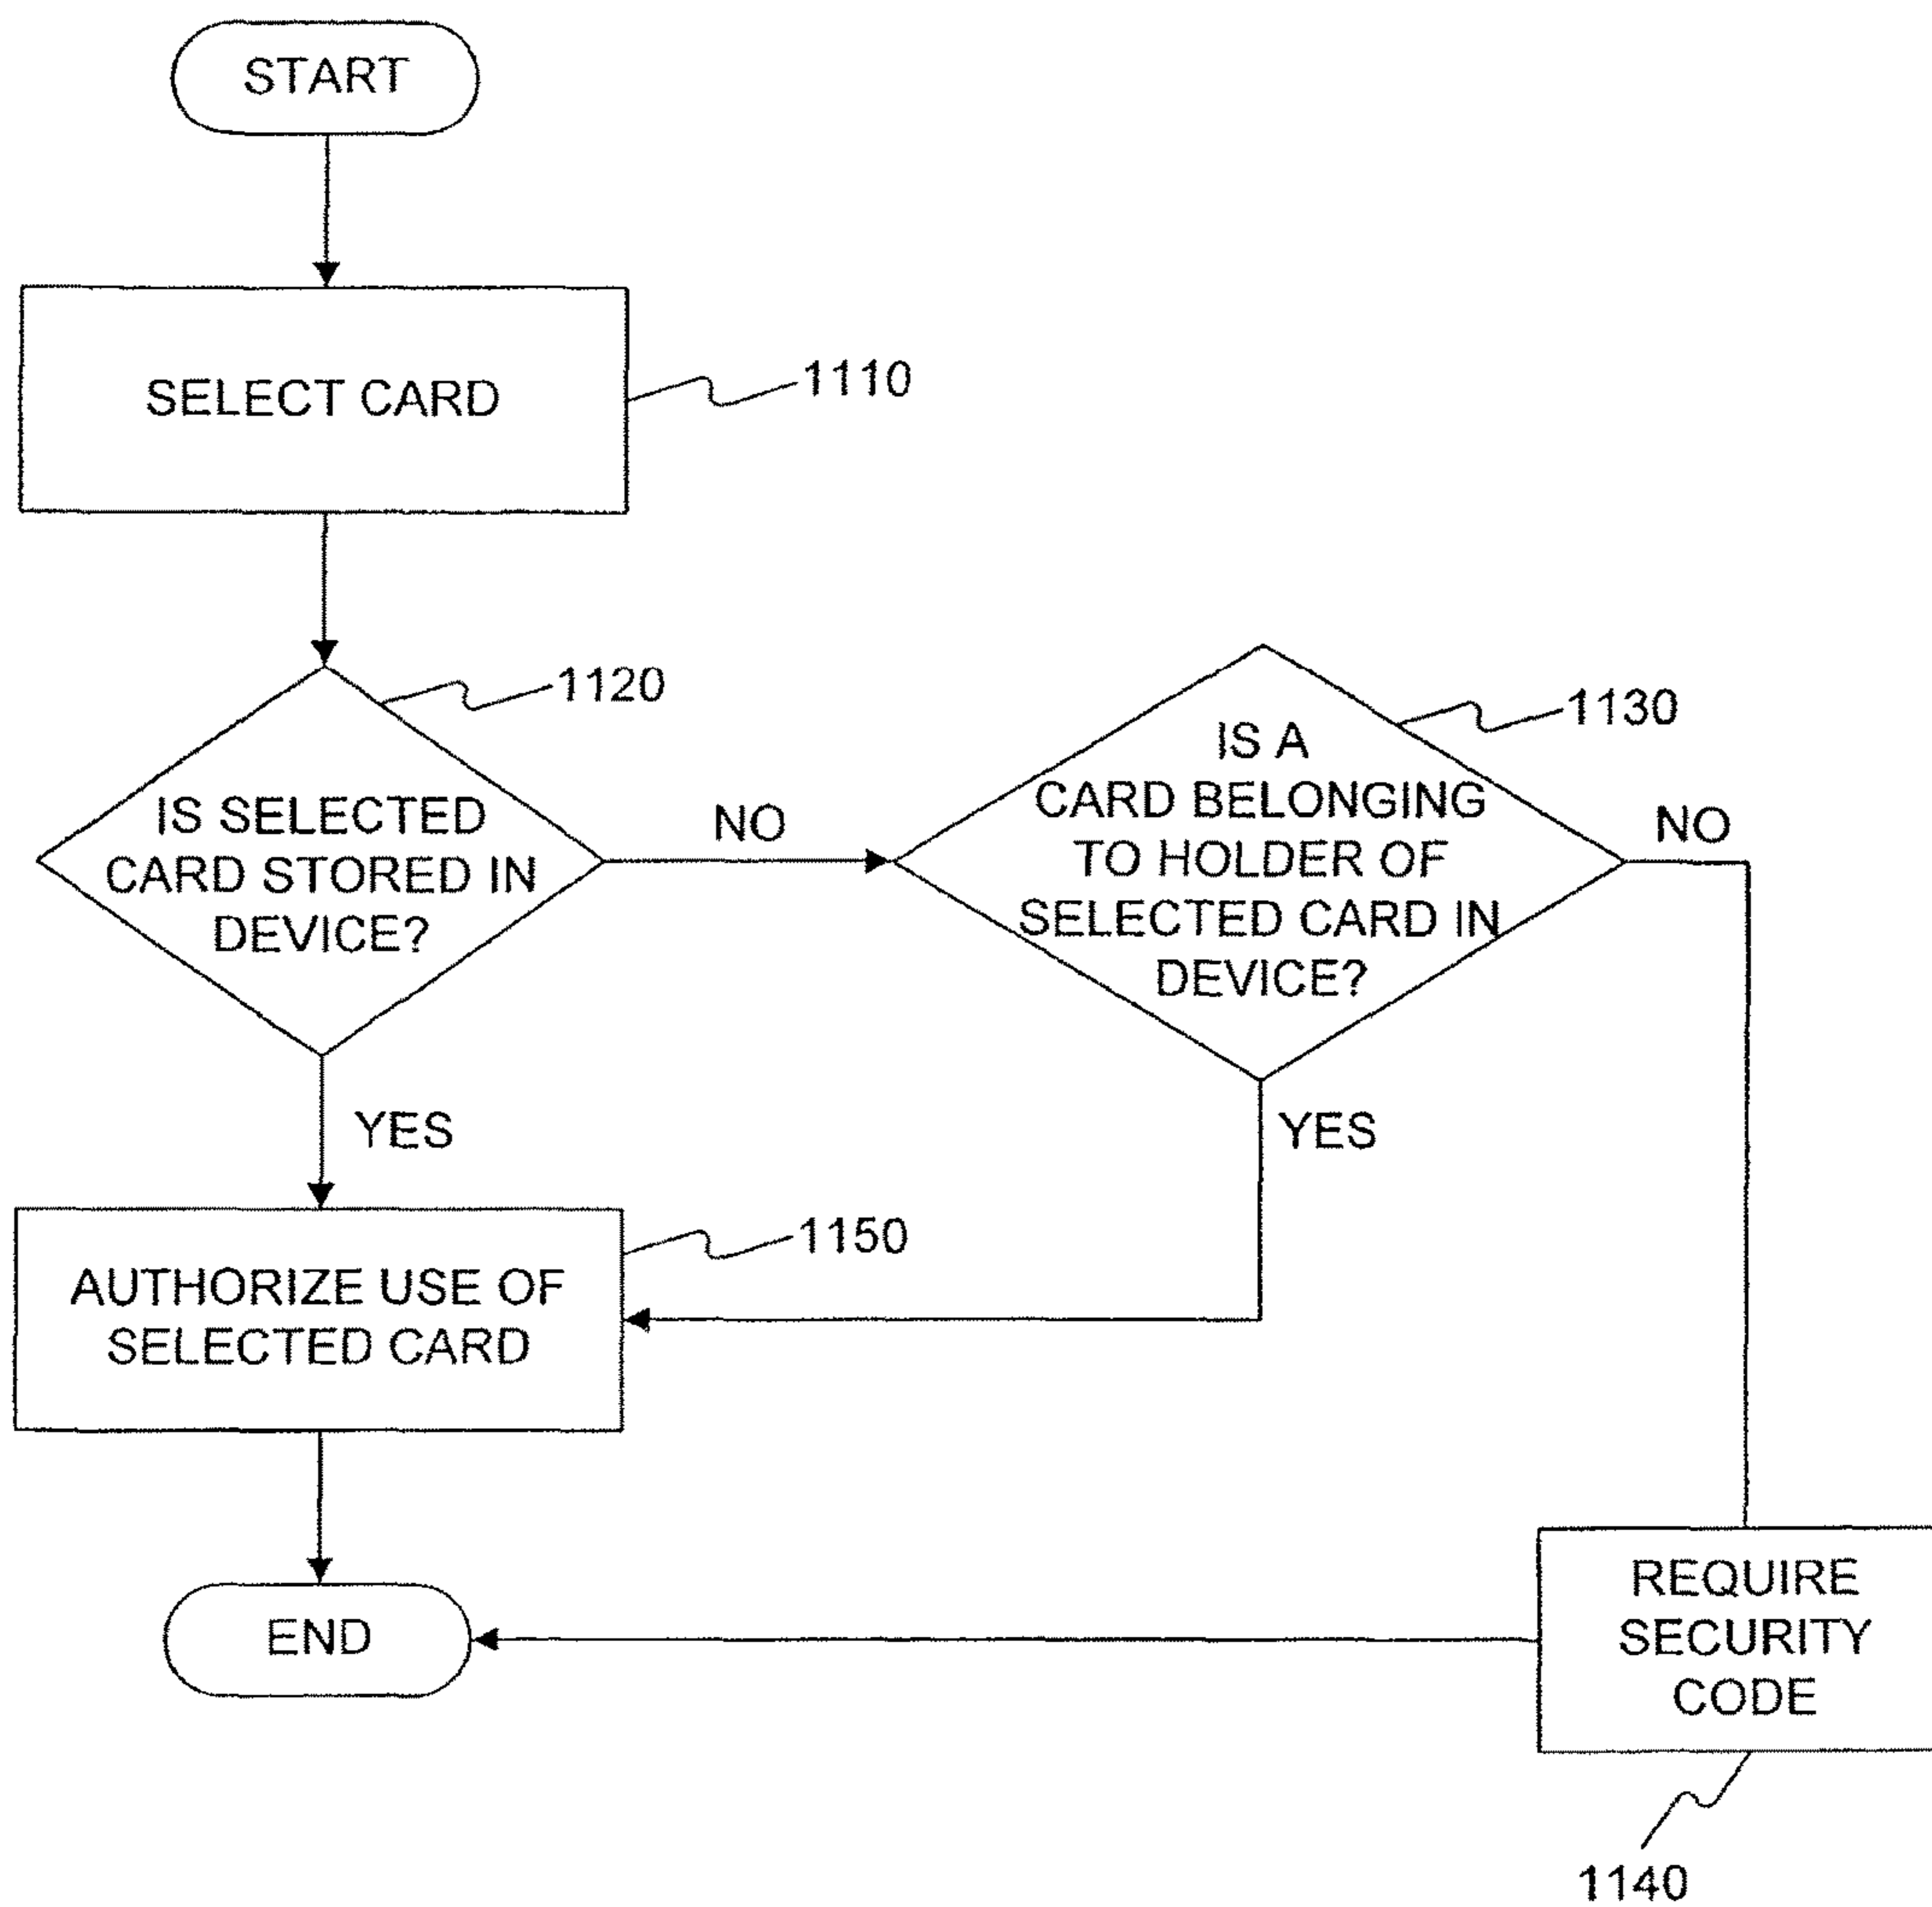 START
SELECT CARD
1110
1120
IS SELECTED
CARD STORED IN
DEVICE?
NO
1130
IS A
CARD BELONGING
TO HOLDER OF
SELECTED CARD IN
DEVICE?
NO
YES
YES
1150
AUTHORIZE USE OF
SELECTED CARD
END
REQUIRE
SECURITY
CODE
1140